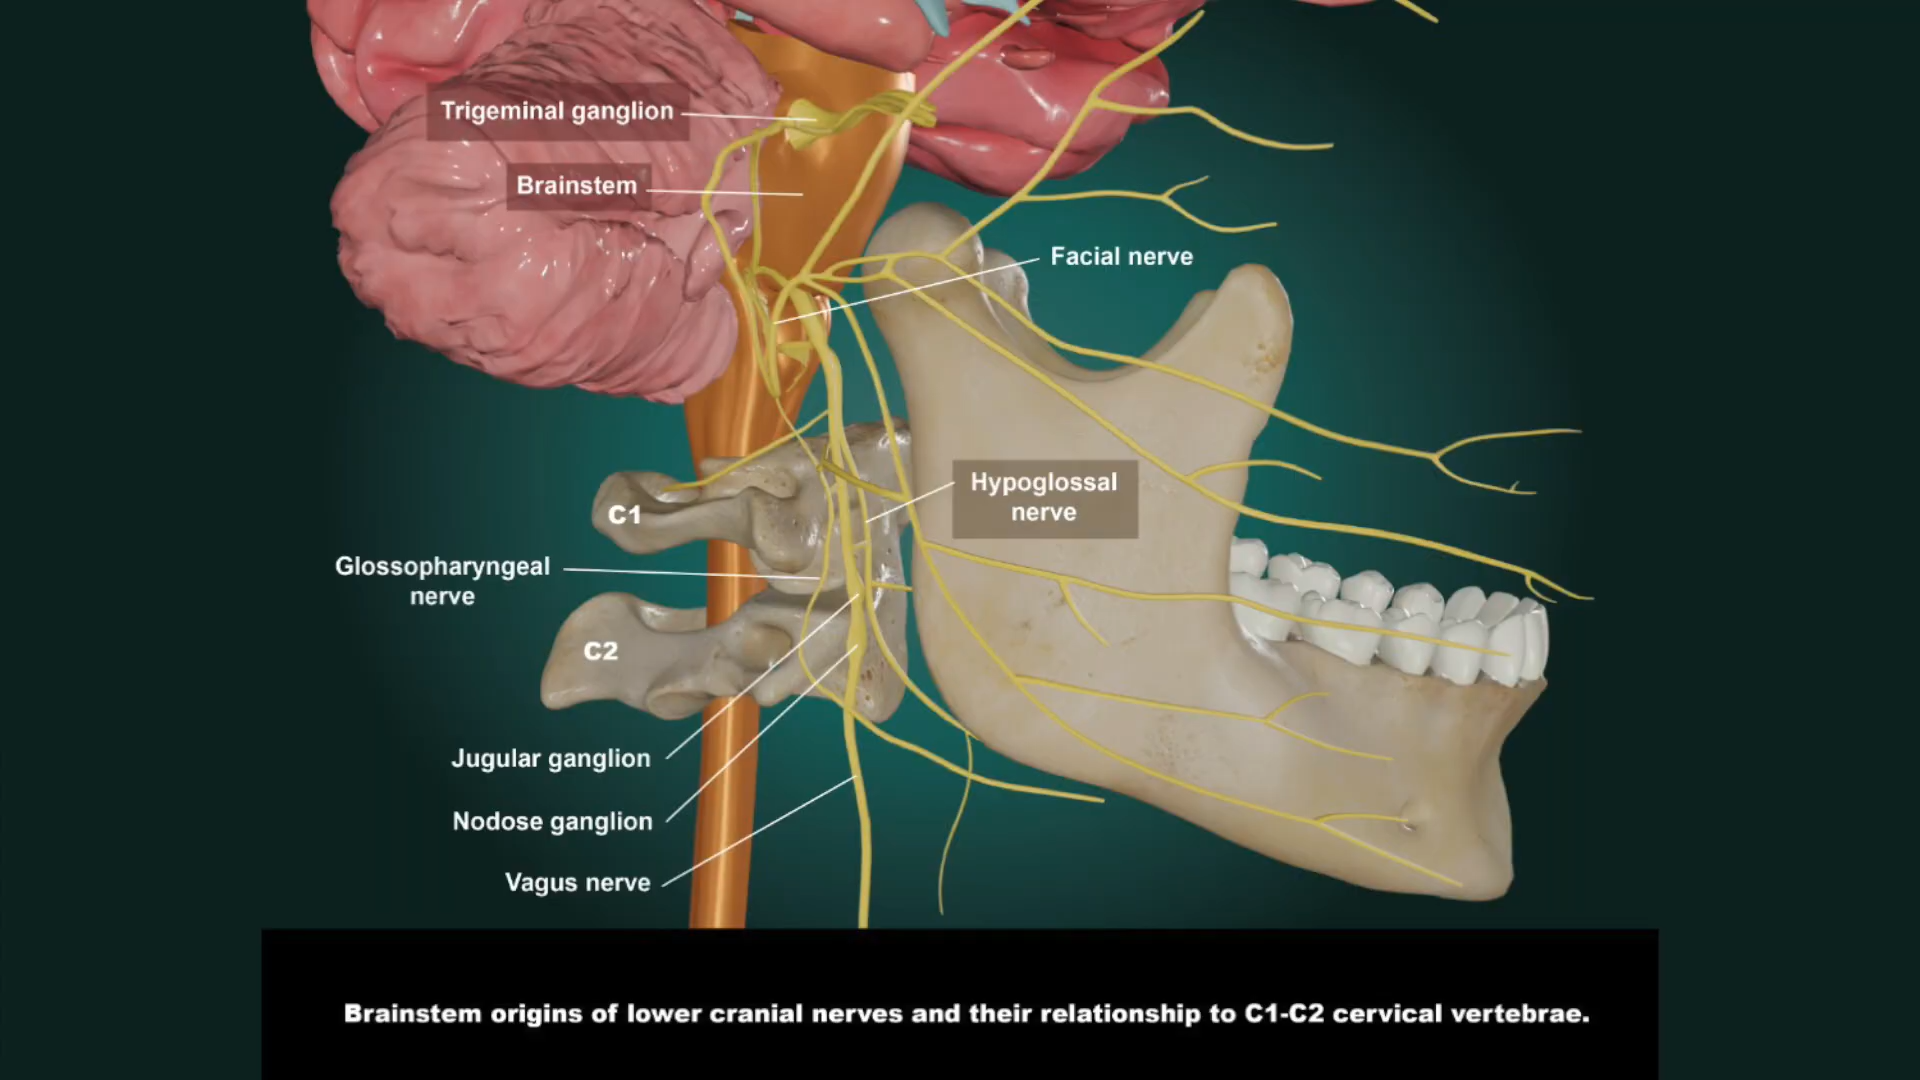 Trigeminal ganglion
Brainstem
Facial nerve
Hypoglossal
nerve
C1
Glossopharyngeal
nerve
C2
Jugular ganglion
Nodose ganglion
Vagus nerve
Brainstem origins of lower cranial nerves and their relationship to C1-C2 cervical vertebrae.